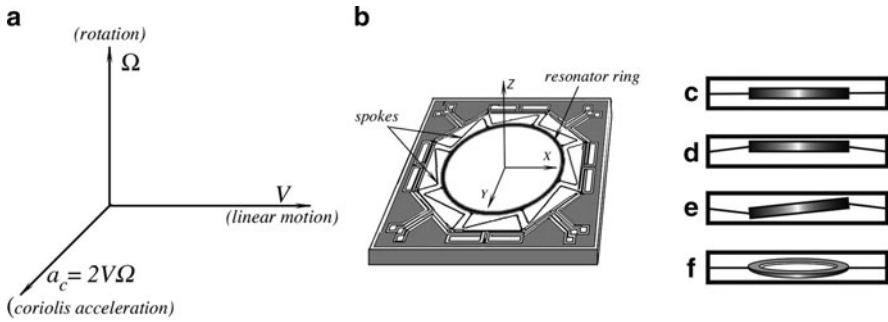 a
(rotation)
Ω
V
(linear motion)
a_c = 2VΩ
(coriolis acceleration)
b
resonator ring
spokes
Z
X
Y
c
d
e
f